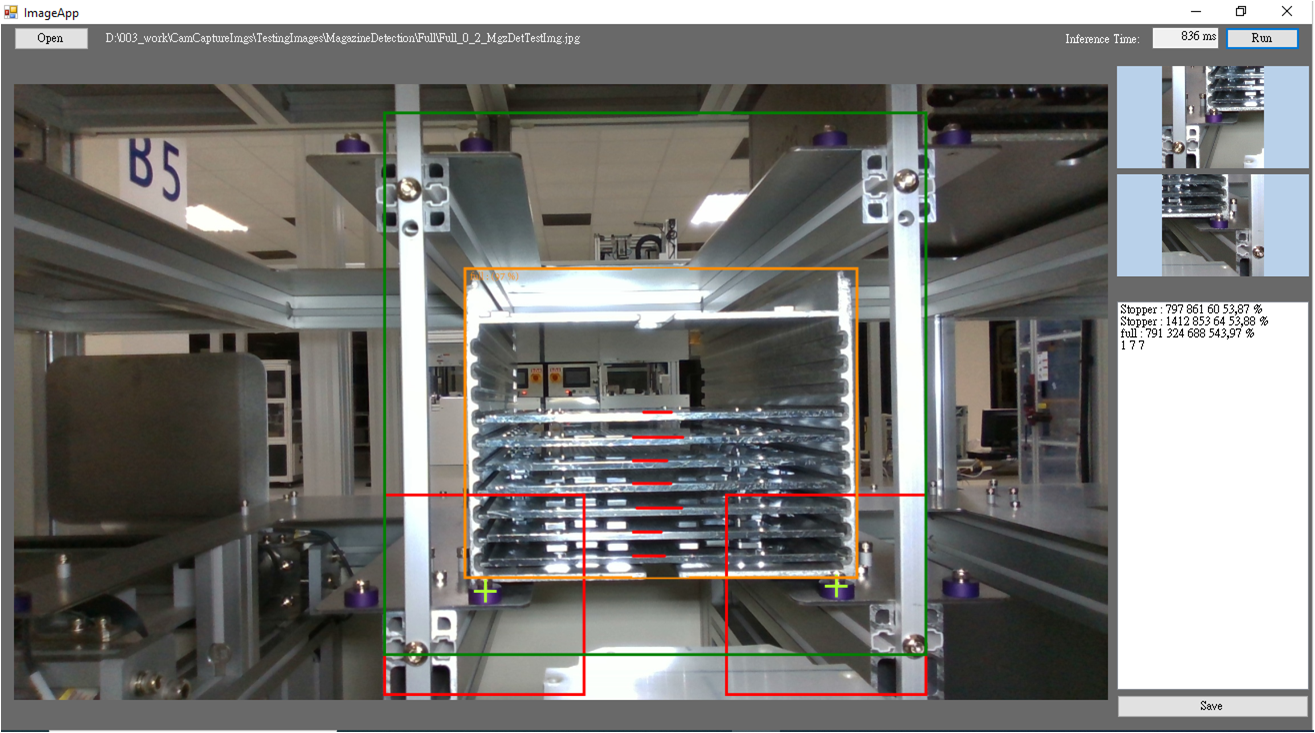 ImageApp
Open
D:\003_work\CamCaptureImgs\TestingImages\MagazineDetection\Full\Full_0_2_MgzDetTestImg.jpg
Inference Time:
836 ms
Run
B5
Stopper : 797 861 60 53,87 %
Stopper : 1412 853 64 53,88 %
full : 791 324 688 543,97 %
1 7 7
Save